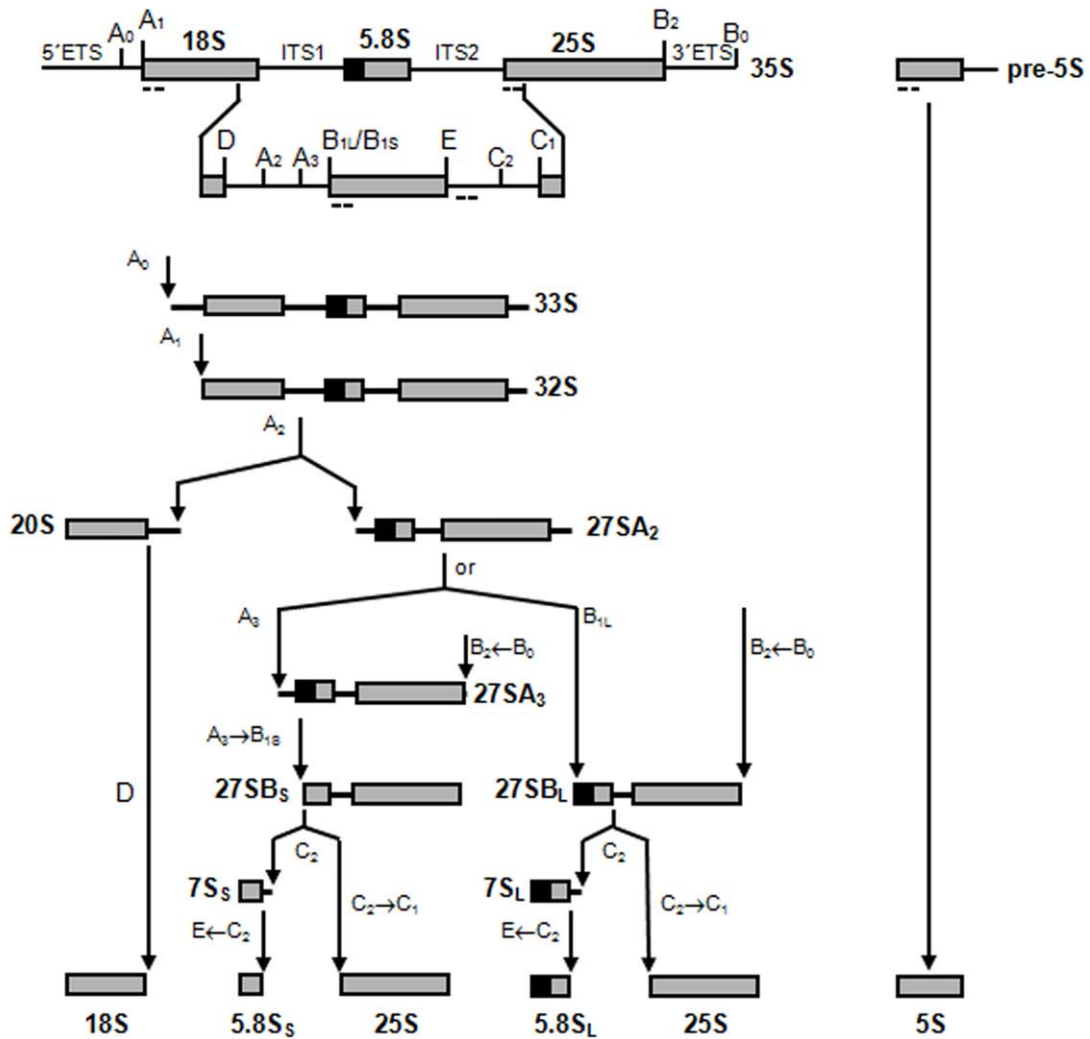 5´ETS A₀ A₁ 18S ITS1 5.8S ITS2 25S B₂ 3´ETS B₀ 35S pre-5S
D A₂ A₃ B₁L/B₁S E C₂ C₁
A₀ 33S
A₁ 32S
A₂
20S 27SA₂
or
A₃ B₁L
B₂←B₀ B₂←B₀
27SA₃
A₃→B₁S
D 27SBS 27SBL
C₂ C₂
7SS 7SL
C₂→C₁ C₂→C₁
E←C₂ E←C₂
18S 5.8SS 25S 5.8SL 25S 5S